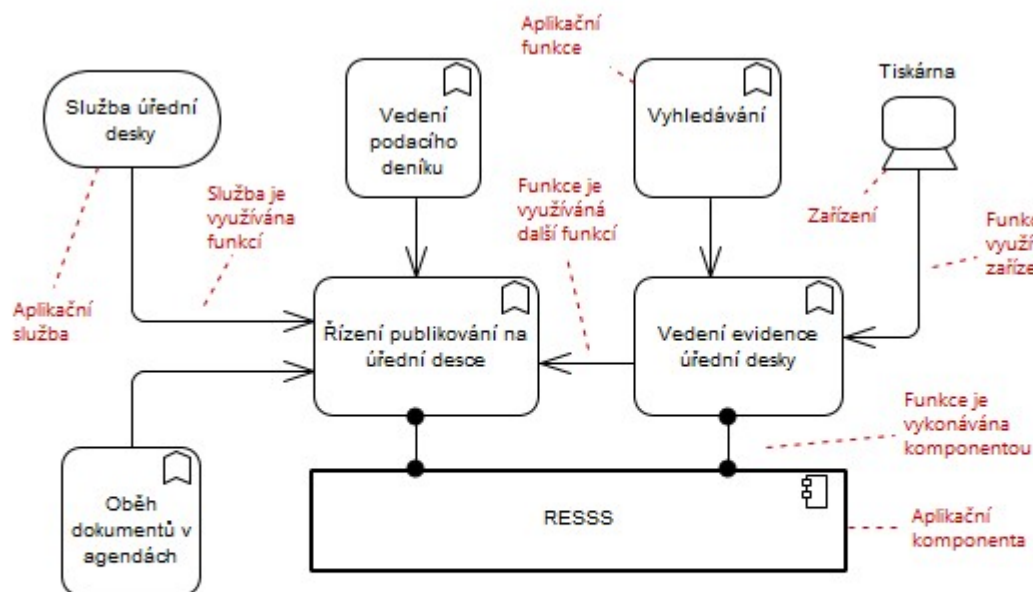 Aplikační
funkce
Tiskárna
Služba úřední
desky
Vedení
podacího
deníku
Vyhledávání
Služba je
využívána
funkcí
Funkce je
využíváná
další funkcí
Zařízení
Aplikační
služba
Řízení publikování na
úřední desce
Vedení evidence
úřední desky
Funkce je
vykonávána
komponentou
Oběh
dokumentů v
agendách
RESSS
Aplikační
komponenta